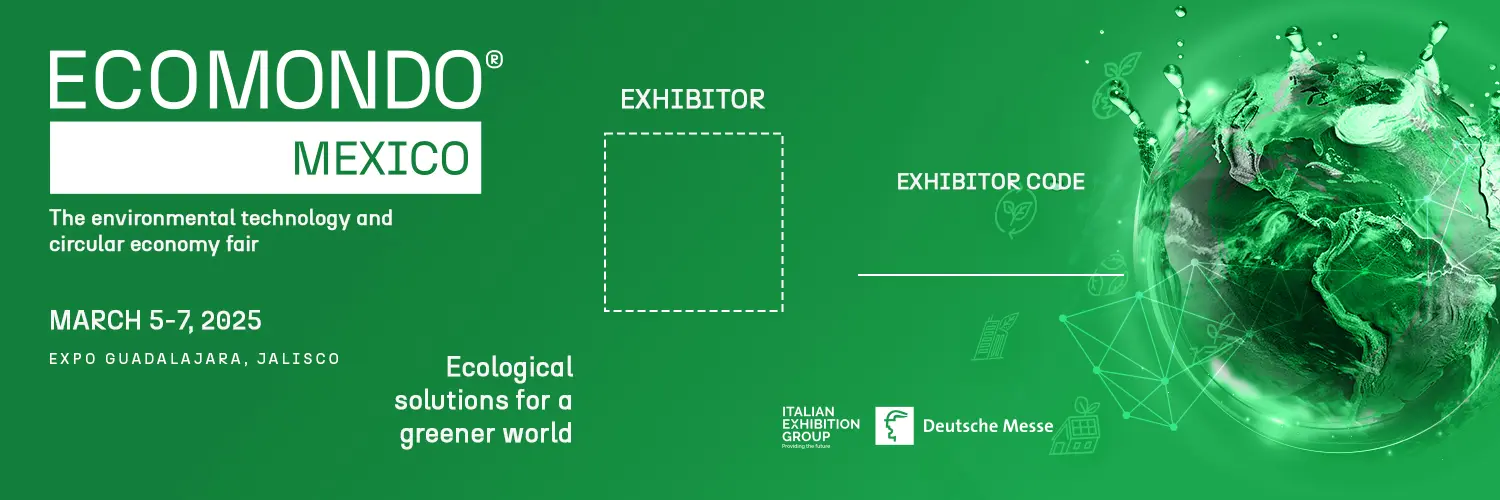 ECOMONDO®
MEXICO
The environmental technology and
circular economy fair
MARCH 5-7, 2025
EXPO GUADALAJARA, JALISCO
Ecological
solutions for a
greener world
EXHIBITOR
EXHIBITOR CODE
ITALIAN
EXHIBITION
GROUP
Providing the future
Deutsche Messe